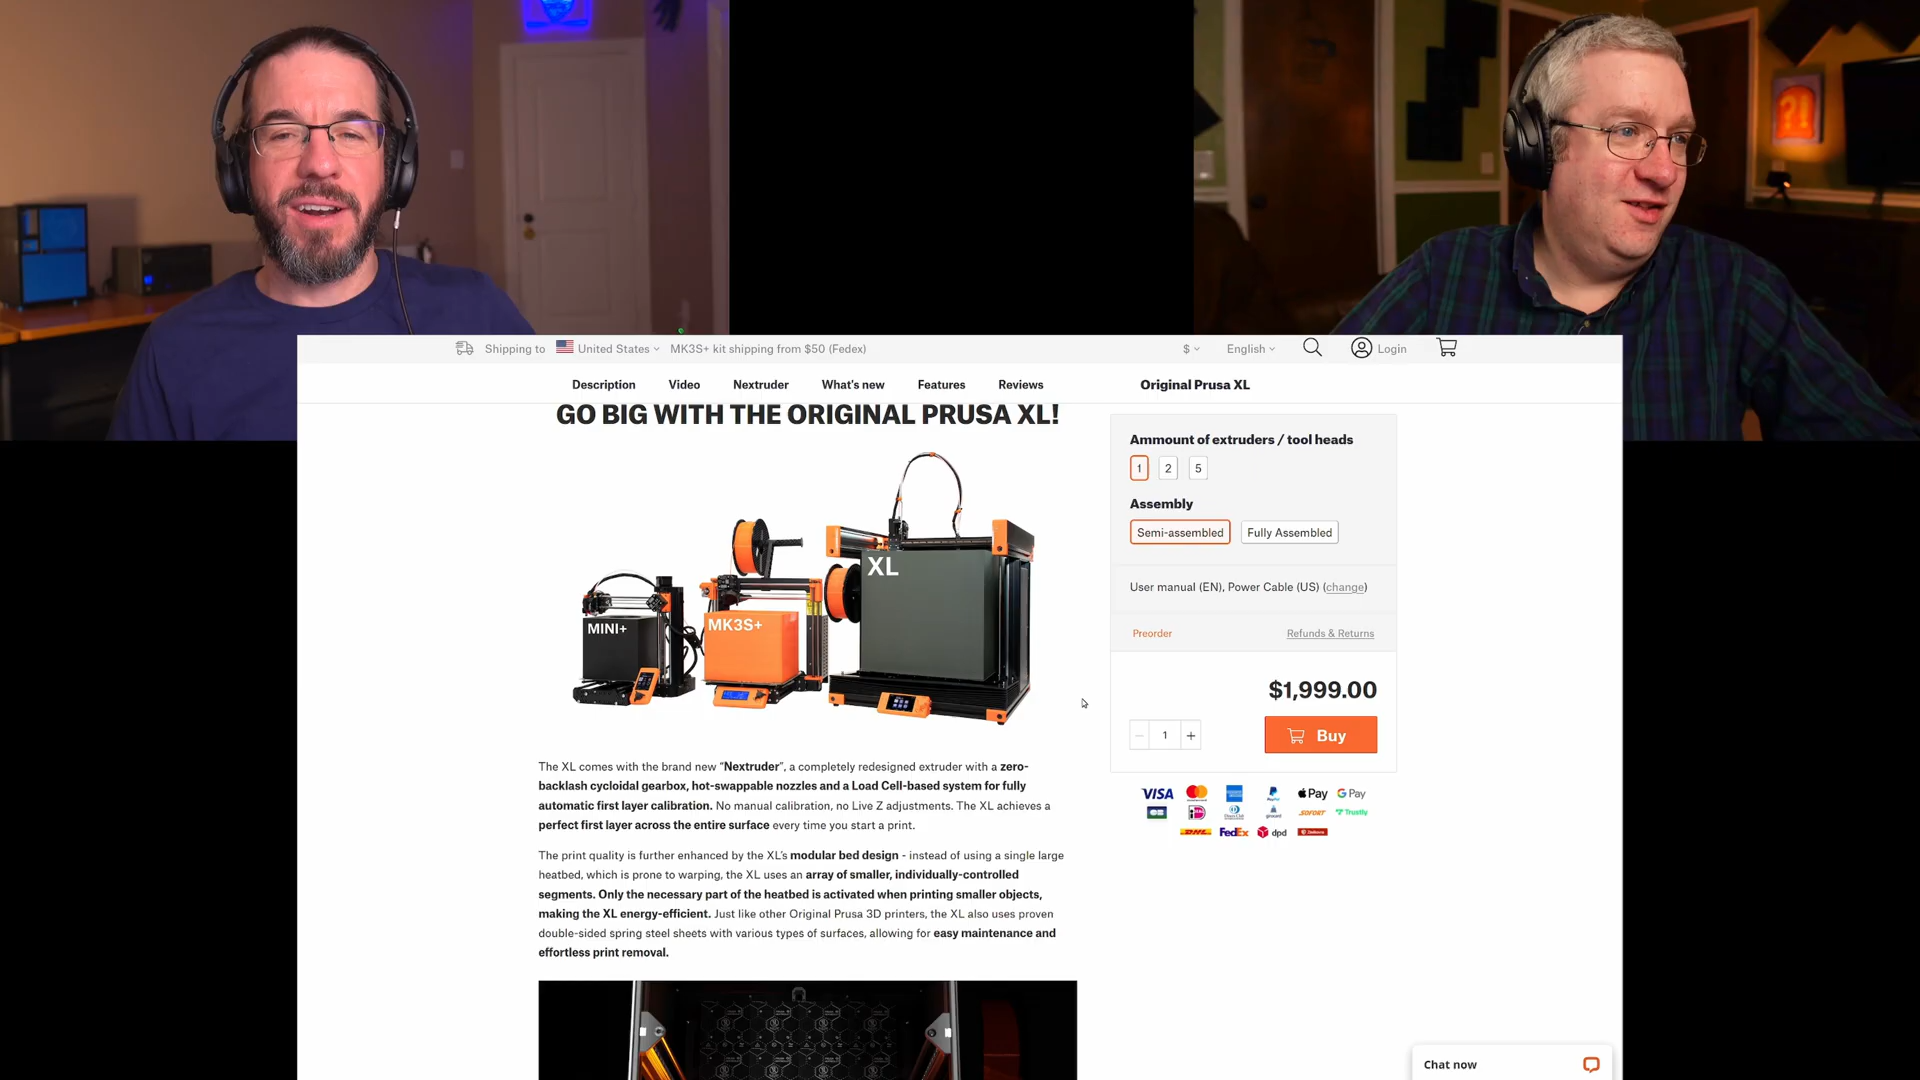 Shipping to United States MK3S+ kit shipping from $50 (Fedex) $ English Login
Description Video Nextruder What's new Features Reviews Original Prusa XL
GO BIG WITH THE ORIGINAL PRUSA XL!
MINI+
MK3S+
XL
The XL comes with the brand new “Nextruder”, a completely redesigned extruder with a zero-
backlash cycloidal gearbox, hot-swappable nozzles and a Load Cell-based system for fully
automatic first layer calibration. No manual calibration, no Live Z adjustments. The XL achieves a
perfect first layer across the entire surface every time you start a print.
The print quality is further enhanced by the XL’s modular bed design - instead of using a single large
heatbed, which is prone to warping, the XL uses an array of smaller, individually-controlled
segments. Only the necessary part of the heatbed is activated when printing smaller objects,
making the XL energy-efficient. Just like other Original Prusa 3D printers, the XL also uses proven
double-sided spring steel sheets with various types of surfaces, allowing for easy maintenance and
effortless print removal.
Ammount of extruders / tool heads
1 2 5
Assembly
Semi-assembled Fully Assembled
User manual (EN), Power Cable (US) (change)
Preorder Refunds & Returns
$1,999.00
1 + Buy
VISA PayPal Pay G Pay
SOFORT Trustly
DHL FedEx dpd
Chat now